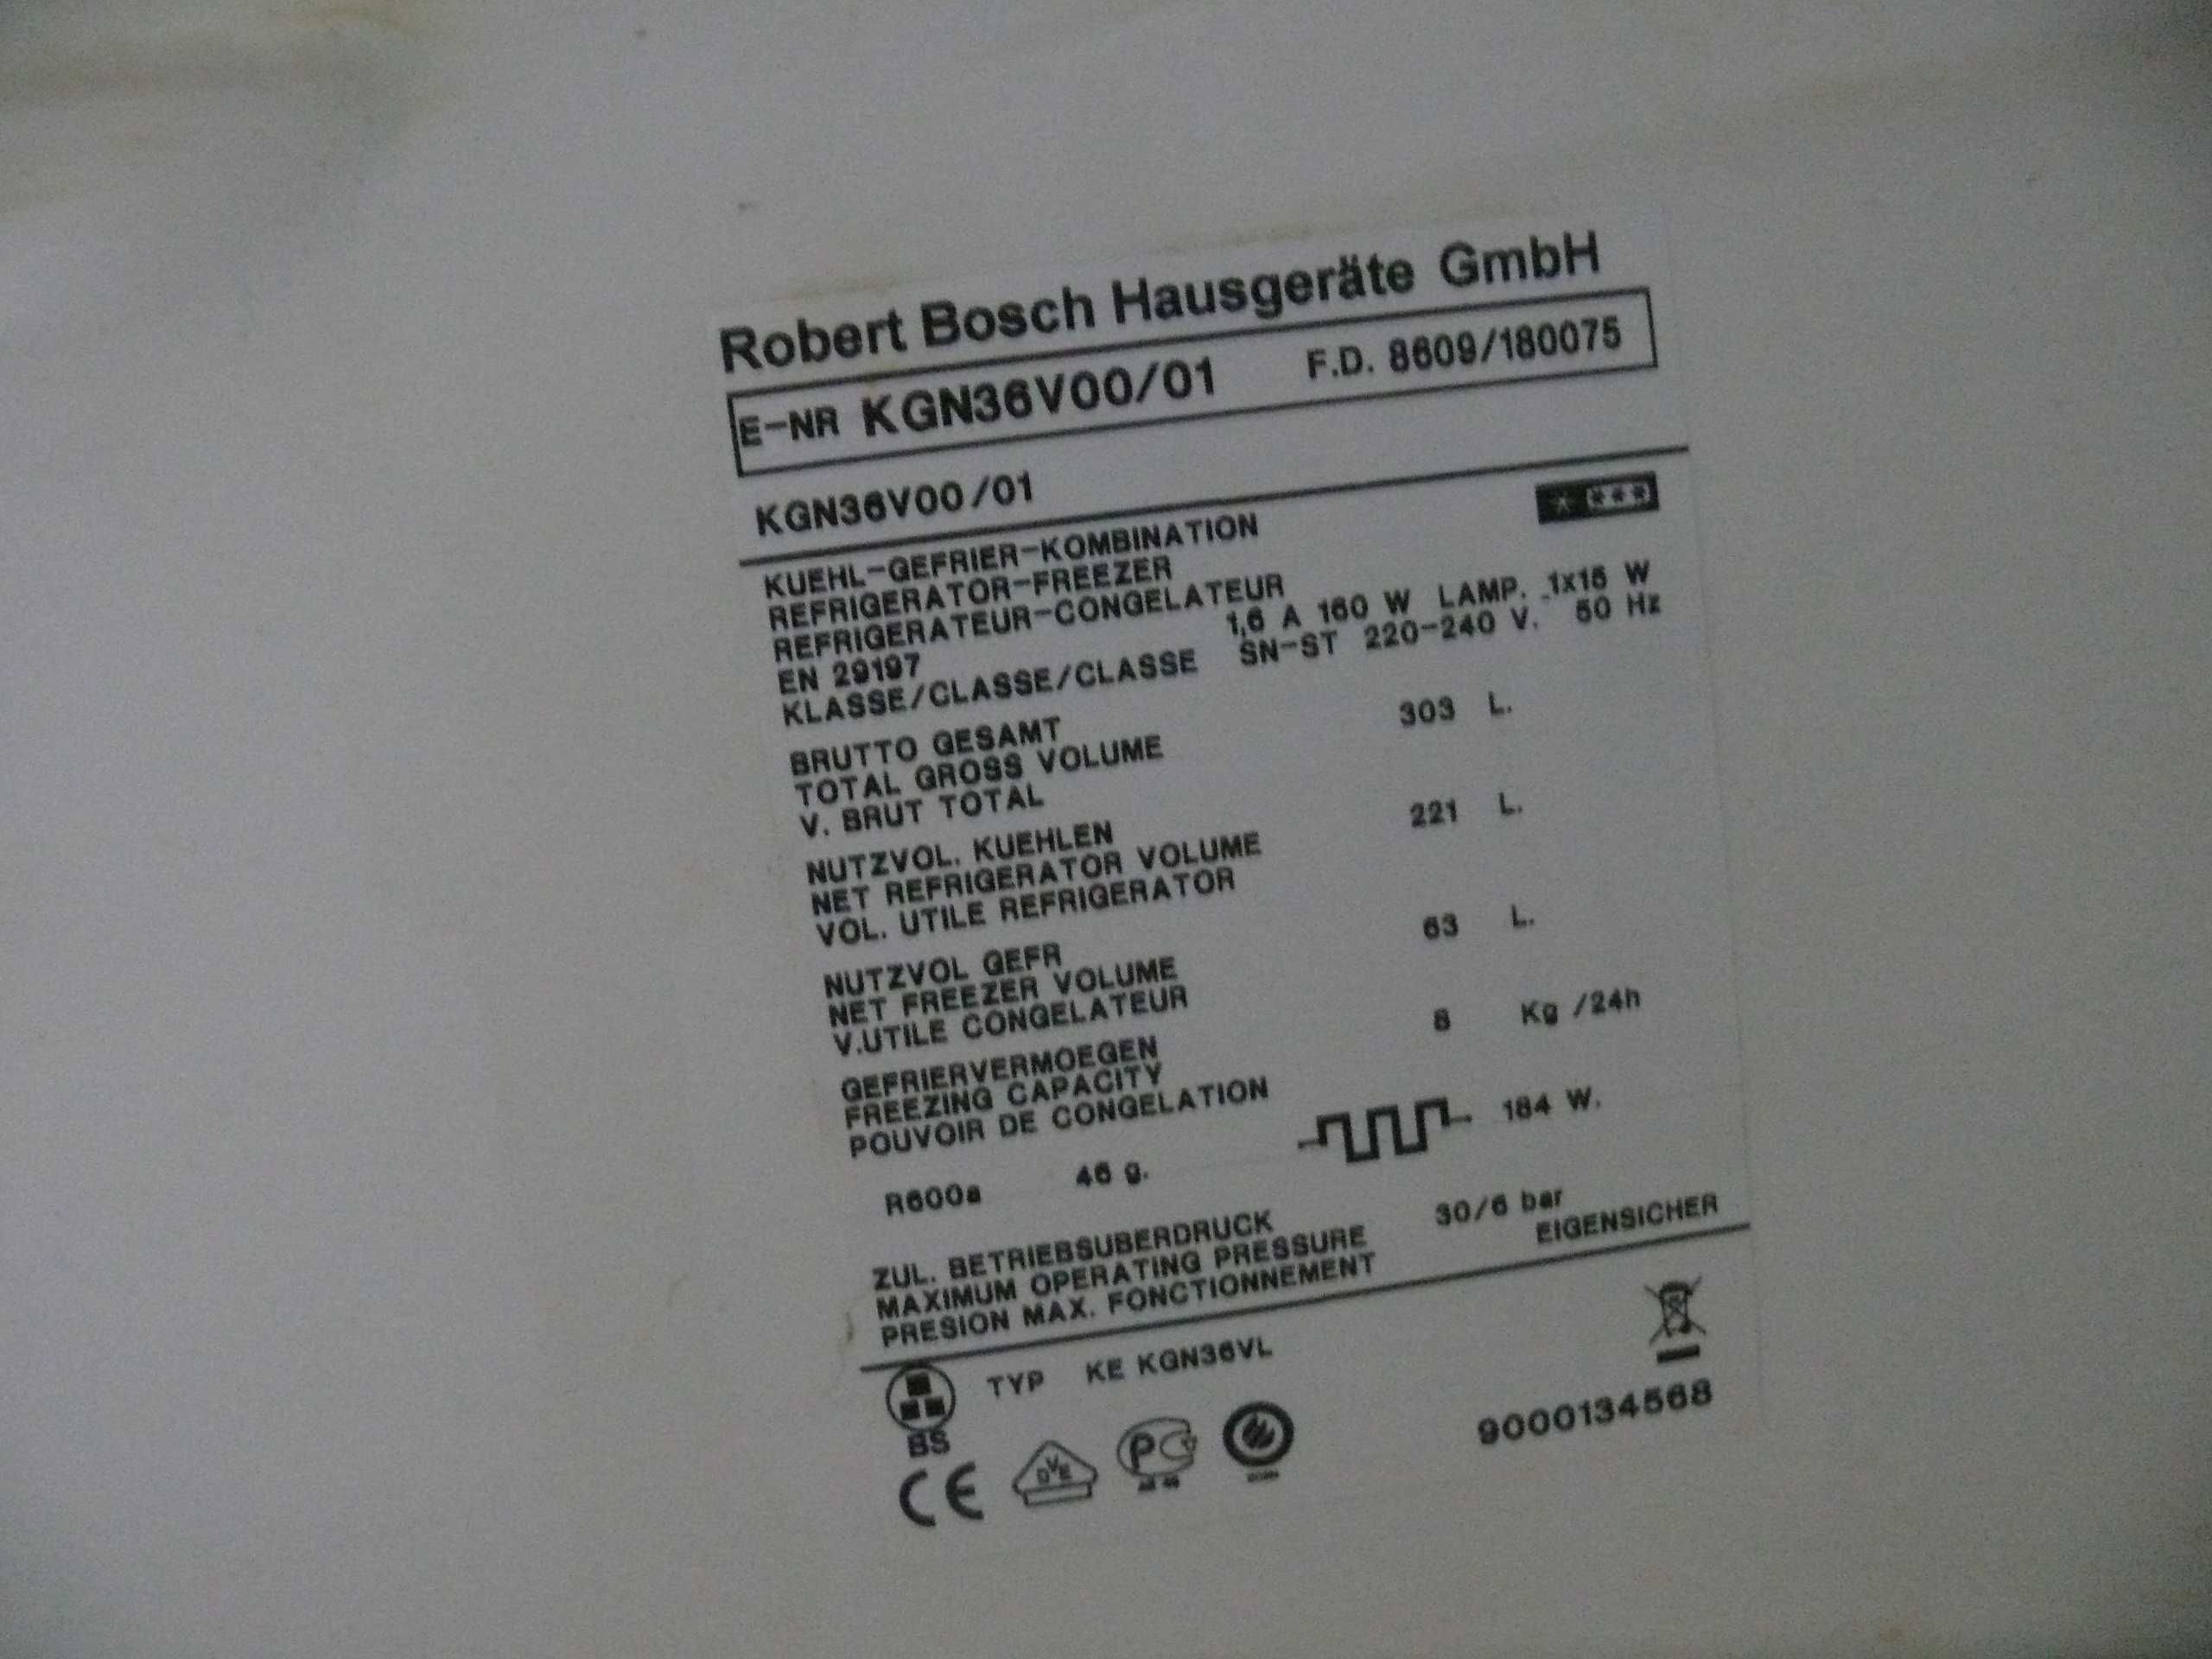 Robert Bosch Hausgeräte GmbH
E-NR KGN36V00/01 F.D. 8609/180075
KGN36V00/01
KUEHL-GEFRIER-KOMBINATION
REFRIGERATOR-FREEZER
REFRIGERATEUR-CONGELATEUR
EN 29197 1,6 A 160 W LAMP. 1x15 W
KLASSE/CLASSE/CLASSE SN-ST 220-240 V. 50 Hz
BRUTTO GESAMT 303 L.
TOTAL GROSS VOLUME
V. BRUT TOTAL
NUTZVOL. KUEHLEN 221 L.
NET REFRIGERATOR VOLUME
VOL. UTILE REFRIGERATOR
NUTZVOL GEFR 63 L.
NET FREEZER VOLUME
V.UTILE CONGELATEUR
GEFRIERVERMOEGEN 8 Kg /24h
FREEZING CAPACITY
POUVOIR DE CONGELATION
R600a 46 g. 184 W.
ZUL. BETRIEBSUBERDRUCK 30/6 bar
MAXIMUM OPERATING PRESSURE EIGENSICHER
PRESION MAX. FONCTIONNEMENT
TYP KE KGN36VL
BS
CE DVE PC 9000134568